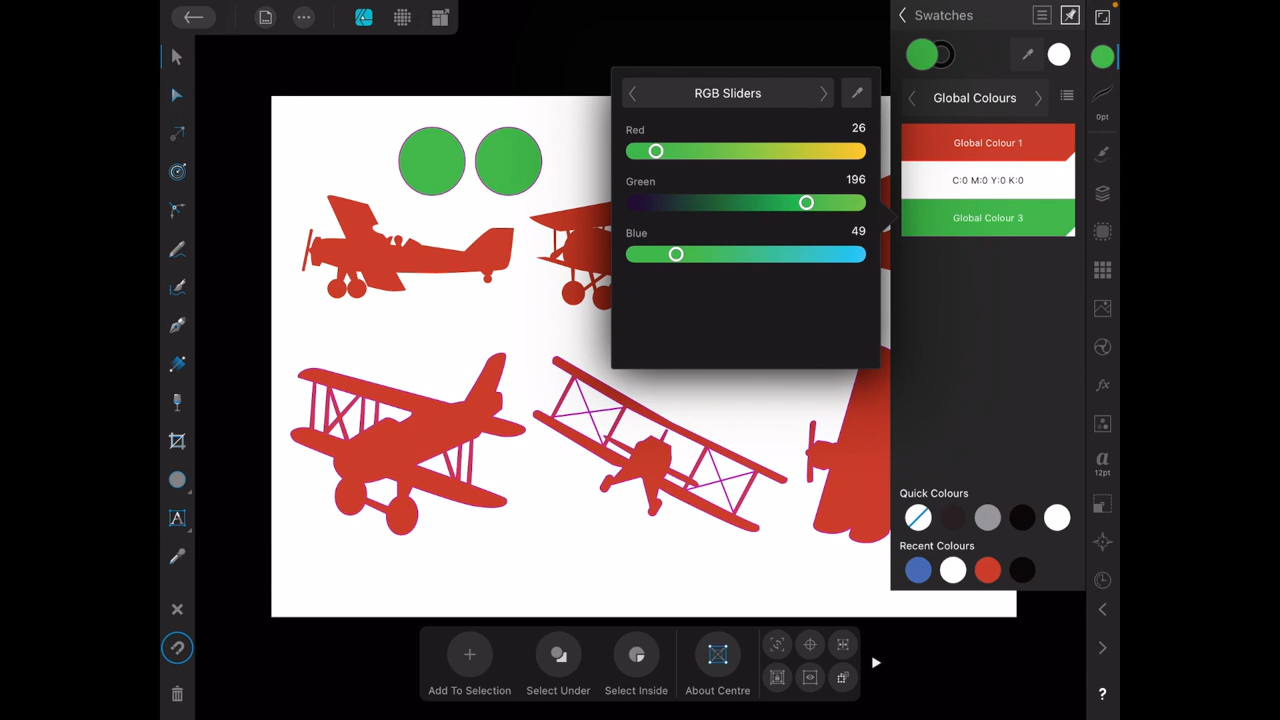 Swatches
RGB Sliders
Red 26
Green 196
Blue 49
Global Colours
Global Colour 1
C:0 M:0 Y:0 K:0
Global Colour 3
0pt
a
12pt
fx
Quick Colours
Recent Colours
Add To Selection
Select Under
Select Inside
About Centre
A
?